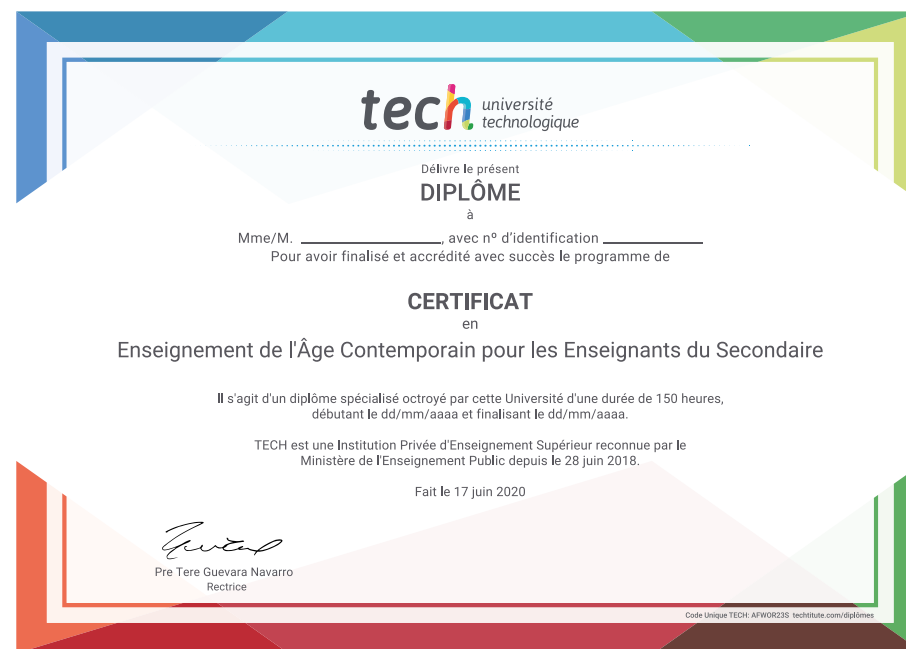 tech université
technologique
Délivre le présent
DIPLÔME
à
Mme/M. ____________________, avec nº d'identification ______________
Pour avoir finalisé et accrédité avec succès le programme de
CERTIFICAT
en
Enseignement de l'Âge Contemporain pour les Enseignants du Secondaire
Il s'agit d'un diplôme spécialisé octroyé par cette Université d'une durée de 150 heures,
débutant le dd/mm/aaaa et finalisant le dd/mm/aaaa.
TECH est une Institution Privée d'Enseignement Supérieur reconnue par le
Ministère de l'Enseignement Public depuis le 28 juin 2018.
Fait le 17 juin 2020
Pre Tere Guevara Navarro
Rectrice
Code Unique TECH: AFWOR23S techtitute.com/diplômes